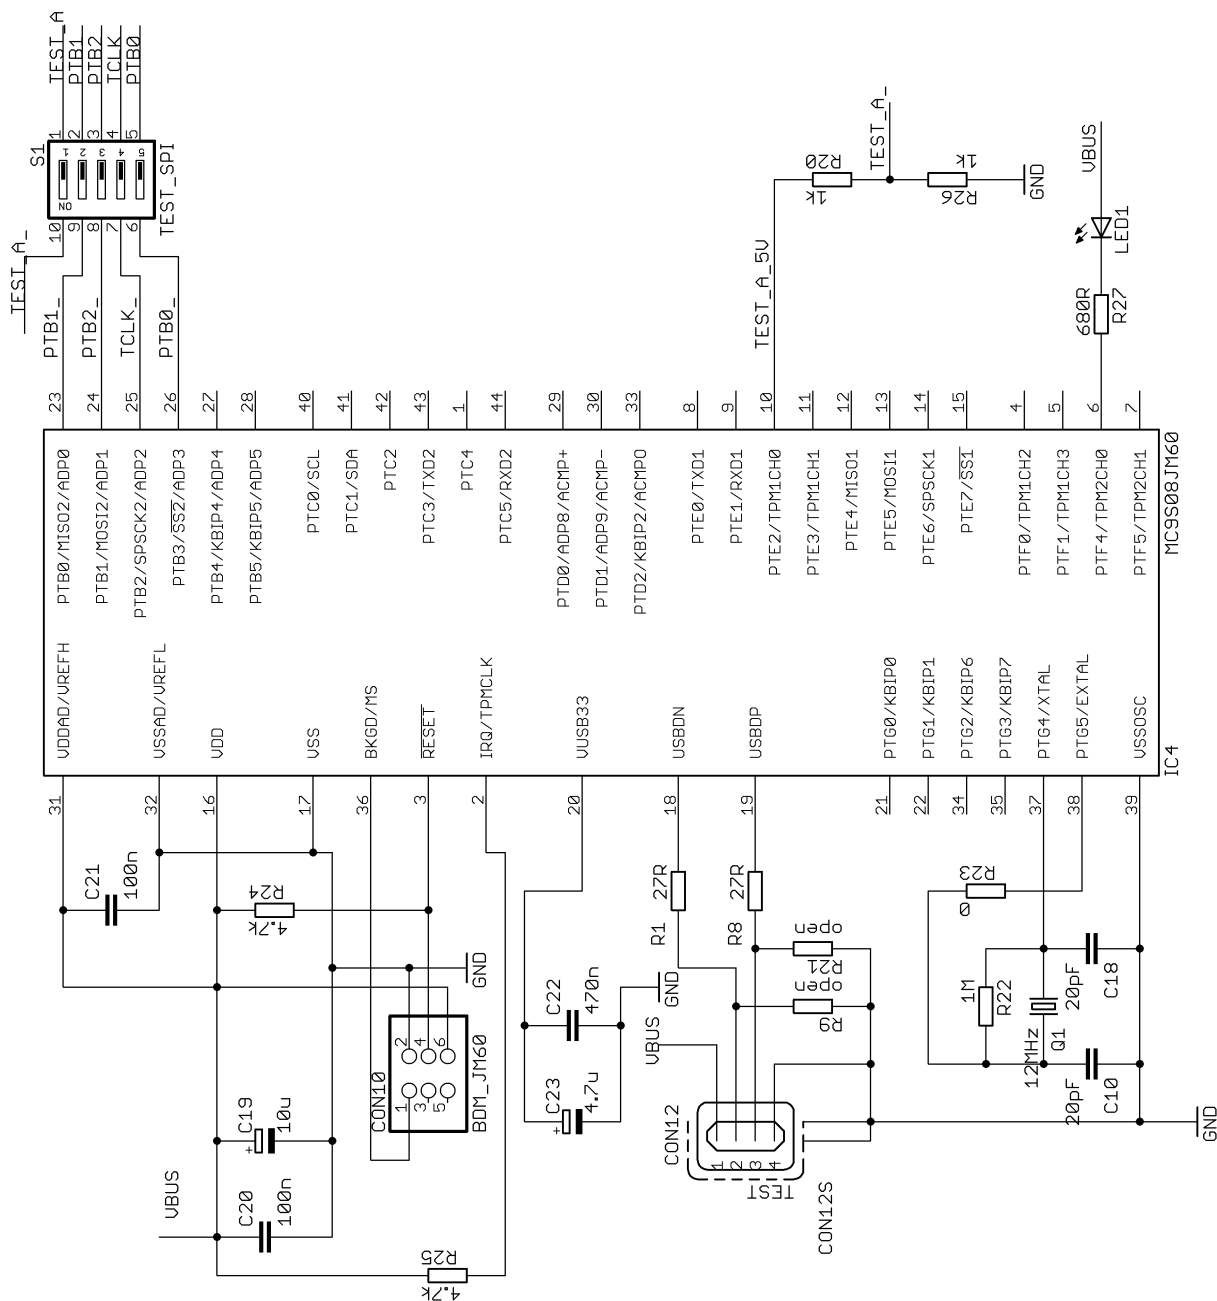 TEST_A
PTB1
PTB2
TCLK
PTB0
1
2
3
4
5
S1
1
2
3
4
5
ON
TEST_SPI
10
9
8
7
6
TEST_A_
PTB1_
PTB2_
TCLK_
PTB0_
TEST_A_5V
R20
1k
TEST_A_
R26
1k
GND
VBUS
LED1
680R
R27
23
24
25
26
27
28
40
41
42
43
1
44
29
30
33
8
9
10
11
12
13
14
15
4
5
6
7
PTB0/MISO2/ADP0
PTB1/MOSI2/ADP1
PTB2/SPSCK2/ADP2
PTB3/SS2/ADP3
PTB4/KBIP4/ADP4
PTB5/KBIP5/ADP5
PTC0/SCL
PTC1/SDA
PTC2
PTC3/TXD2
PTC4
PTC5/RXD2
PTD0/ADP8/ACMP+
PTD1/ADP9/ACMP-
PTD2/KBIP2/ACMPO
PTE0/TXD1
PTE1/RXD1
PTE2/TPM1CH0
PTE3/TPM1CH1
PTE4/MISO1
PTE5/MOSI1
PTE6/SPSCK1
PTE7/SS1
PTF0/TPM1CH2
PTF1/TPM1CH3
PTF4/TPM2CH0
PTF5/TPM2CH1
MC9S08JM60
VDDAD/VREFH
VSSAD/VREFL
VDD
VSS
BKGD/MS
RESET
IRQ/TPMCLK
VUSB33
USBDN
USBDP
PTG0/KBIP0
PTG1/KBIP1
PTG2/KBIP6
PTG3/KBIP7
PTG4/XTAL
PTG5/EXTAL
VSSOSC
IC4
31
32
16
17
36
3
2
20
18
19
21
22
34
35
37
38
39
C21
100n
R24
4.7k
GND
CON10
2
4
6
1
3
5
BDM_JM60
C19
+
10u
VBUS
C20
100n
R25
4.7k
C22
470n
GND
C23
+
4.7u
27R
R1
27R
R8
open
R21
open
R9
VBUS
CON12
1
2
3
4
TEST
CON12S
R23
0
1M
R22
20pF
C18
12MHz
Q1
20pF
C10
GND